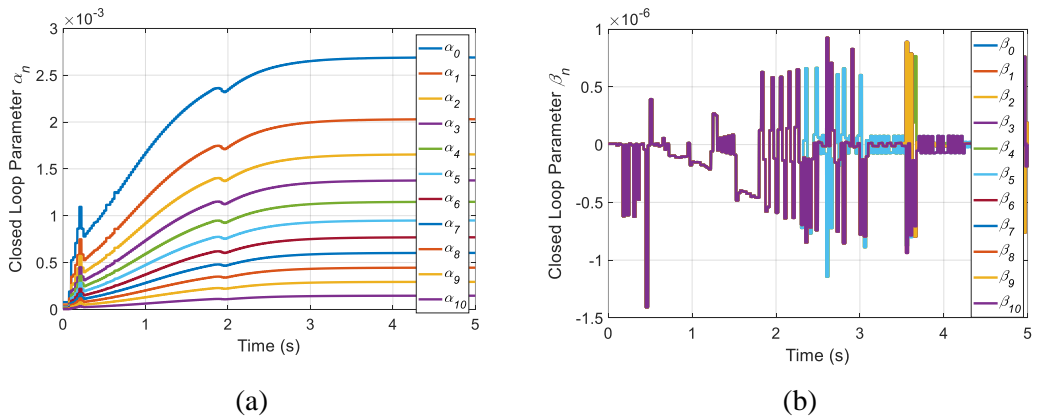 ×10-3
3
2.5
2
1.5
1
0.5
0
0
1
2
3
4
5
Closed Loop Parameter αn
Time (s)
α0
α1
α2
α3
α4
α5
α6
α7
α8
α9
α10
(a)
×10-6
1
0.5
0
-0.5
-1
-1.5
0
1
2
3
4
5
Closed Loop Parameter βn
Time (s)
β0
β1
β2
β3
β4
β5
β6
β7
β8
β9
β10
(b)